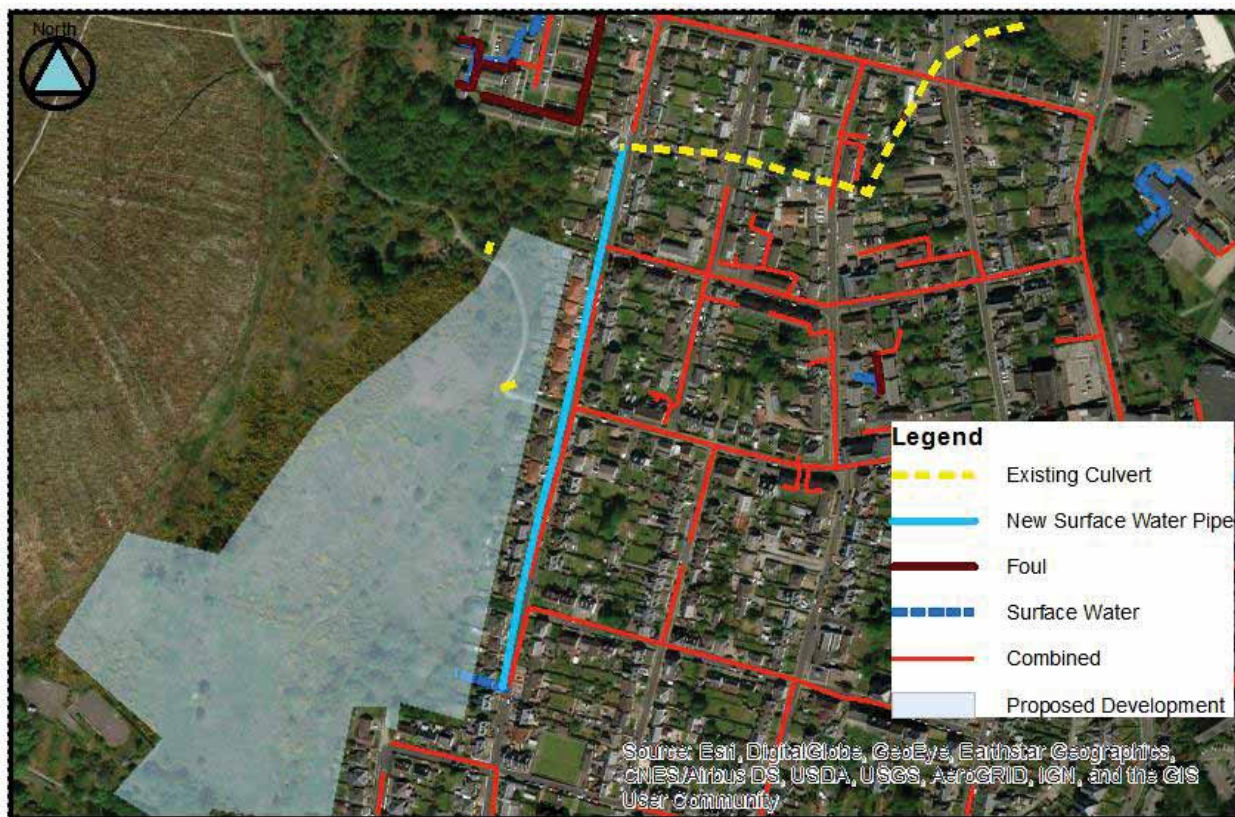 North
Legend
Existing Culvert
New Surface Water Pipe
Foul
Surface Water
Combined
Proposed Development
Source: Esri, DigitalGlobe, GeoEye, Earthstar Geographics,
CNES/Airbus DS, USDA, USGS, AeroGRID, IGN, and the GIS
User Community